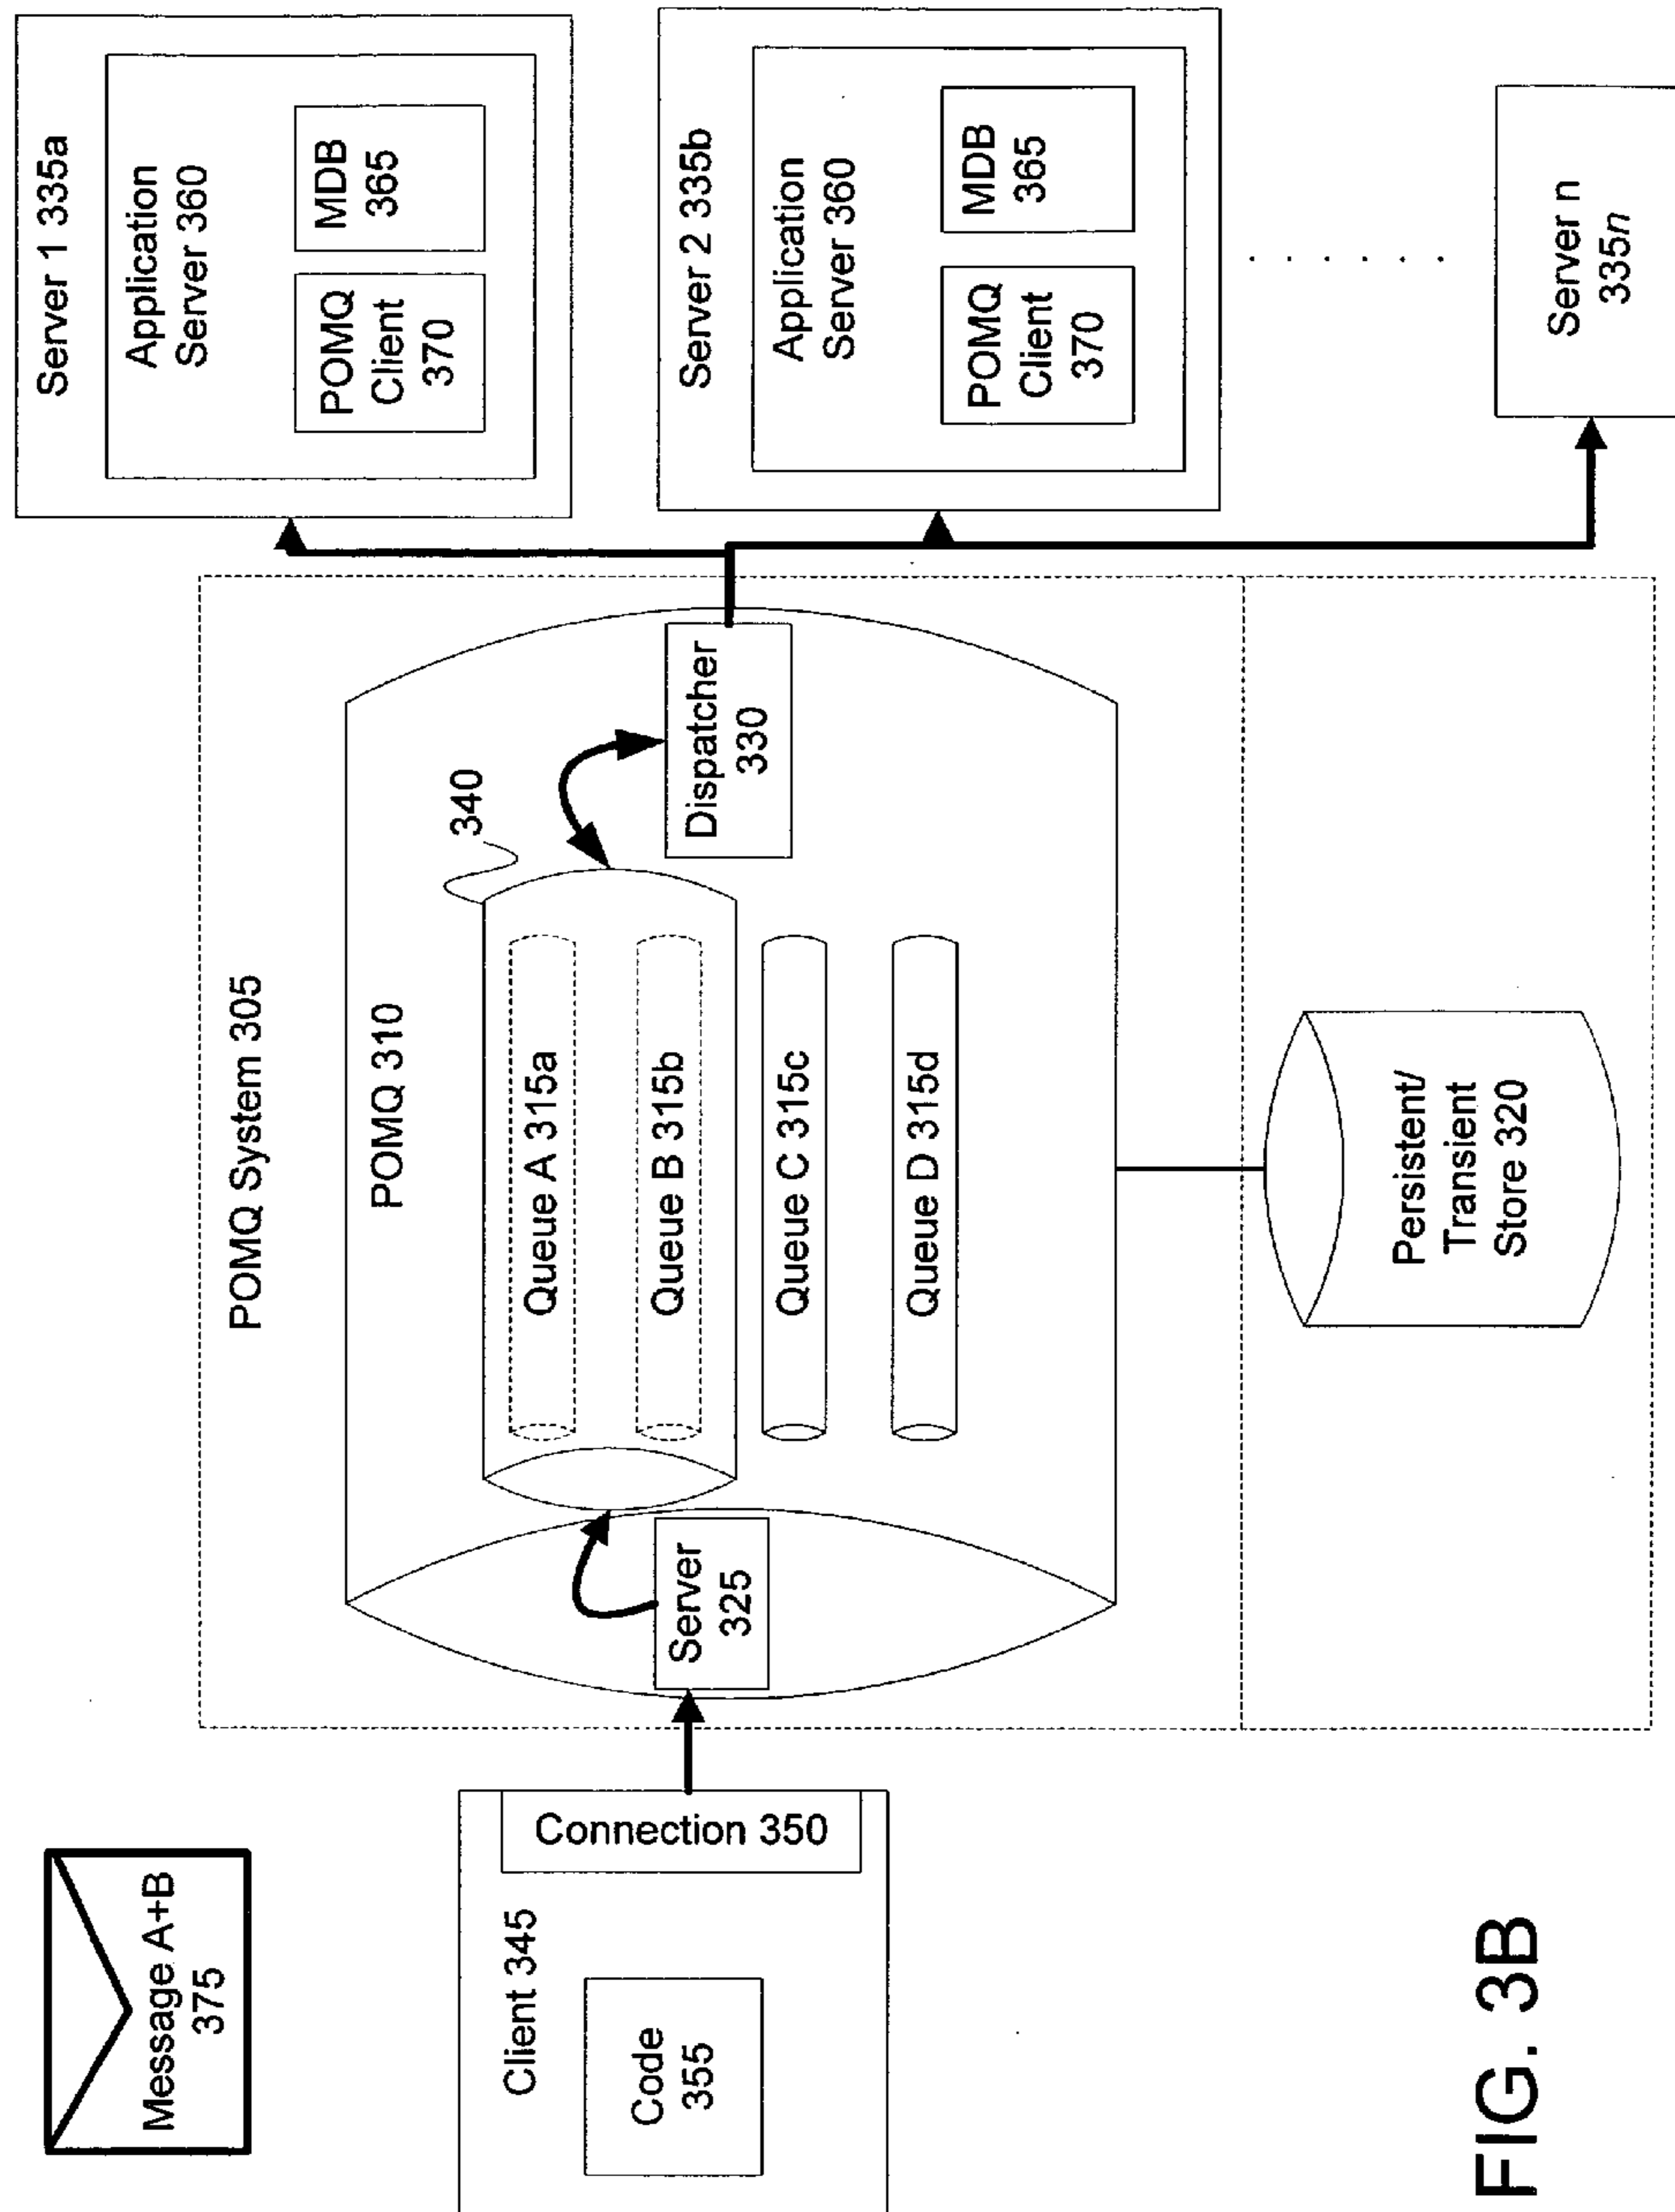 Message A+B
375
Client 345
Code
355
Connection 350
POMQ System 305
POMQ 310
Server
325
340
Queue A 315a
Queue B 315b
Queue C 315c
Queue D 315d
Dispatcher
330
Persistent/
Transient
Store 320
Server 1 335a
Application
Server 360
POMQ
Client
370
MDB
365
Server 2 335b
Application
Server 360
POMQ
Client
370
MDB
365
. . . . . . .
Server n
335n
FIG. 3B